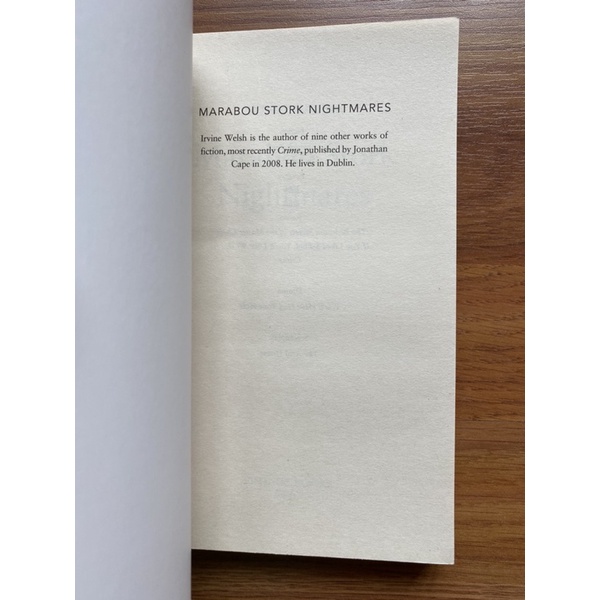 MARABOU STORK NIGHTMARES
Irvine Welsh is the author of nine other works of
fiction, most recently Crime, published by Jonathan
Cape in 2008. He lives in Dublin.